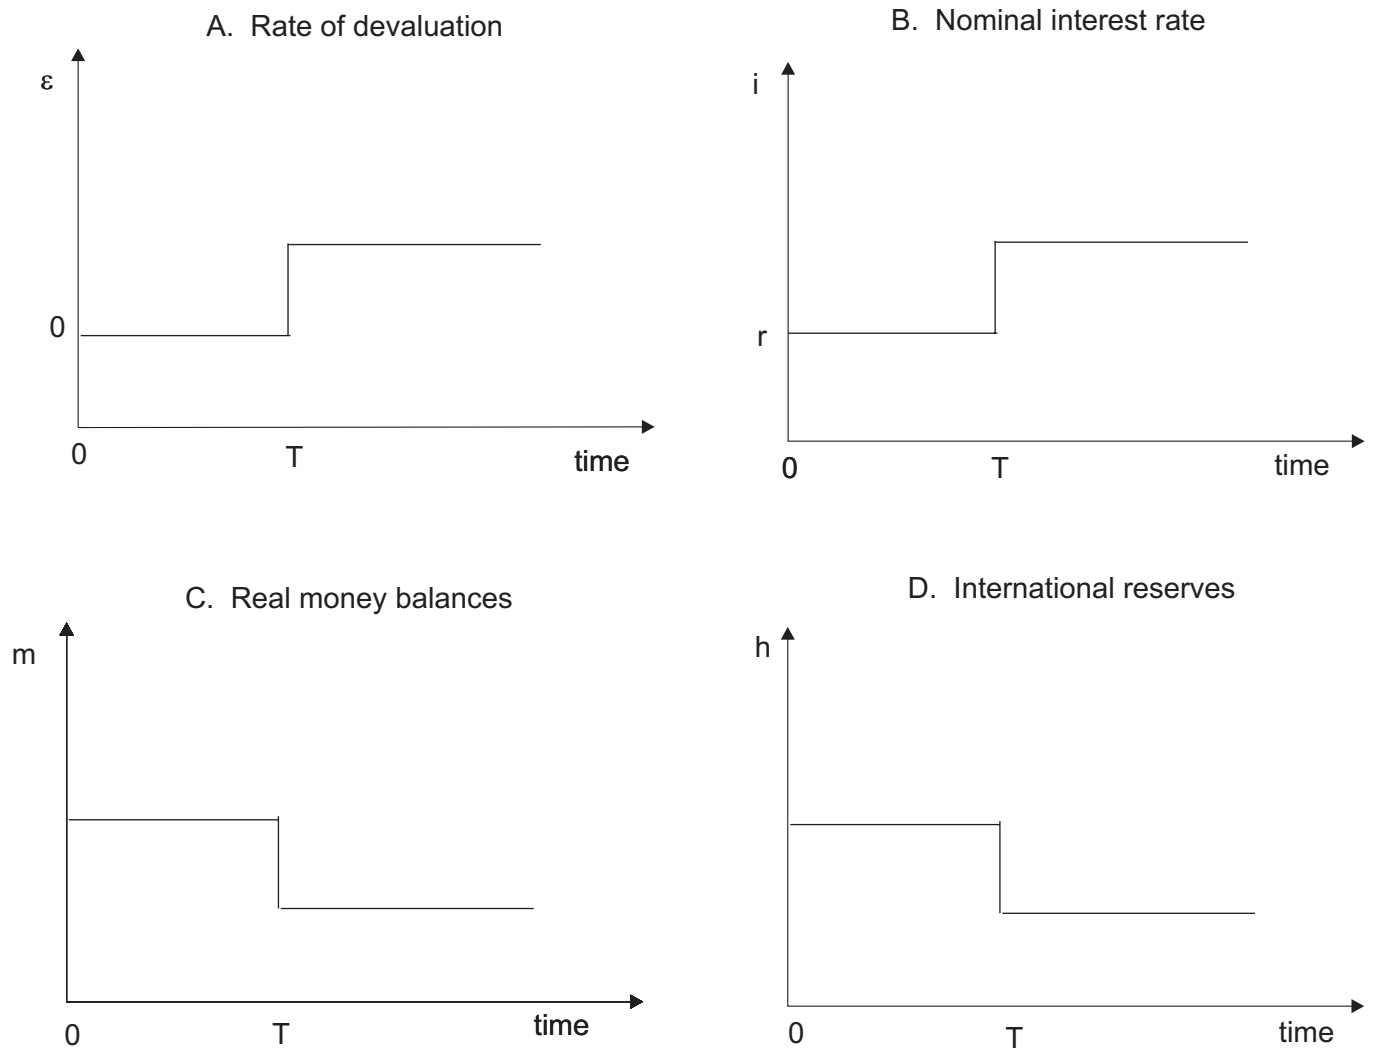 A. Rate of devaluation
ε
0
0
T
time
B. Nominal interest rate
i
r
0
T
time
C. Real money balances
m
0
T
time
D. International reserves
h
0
T
time